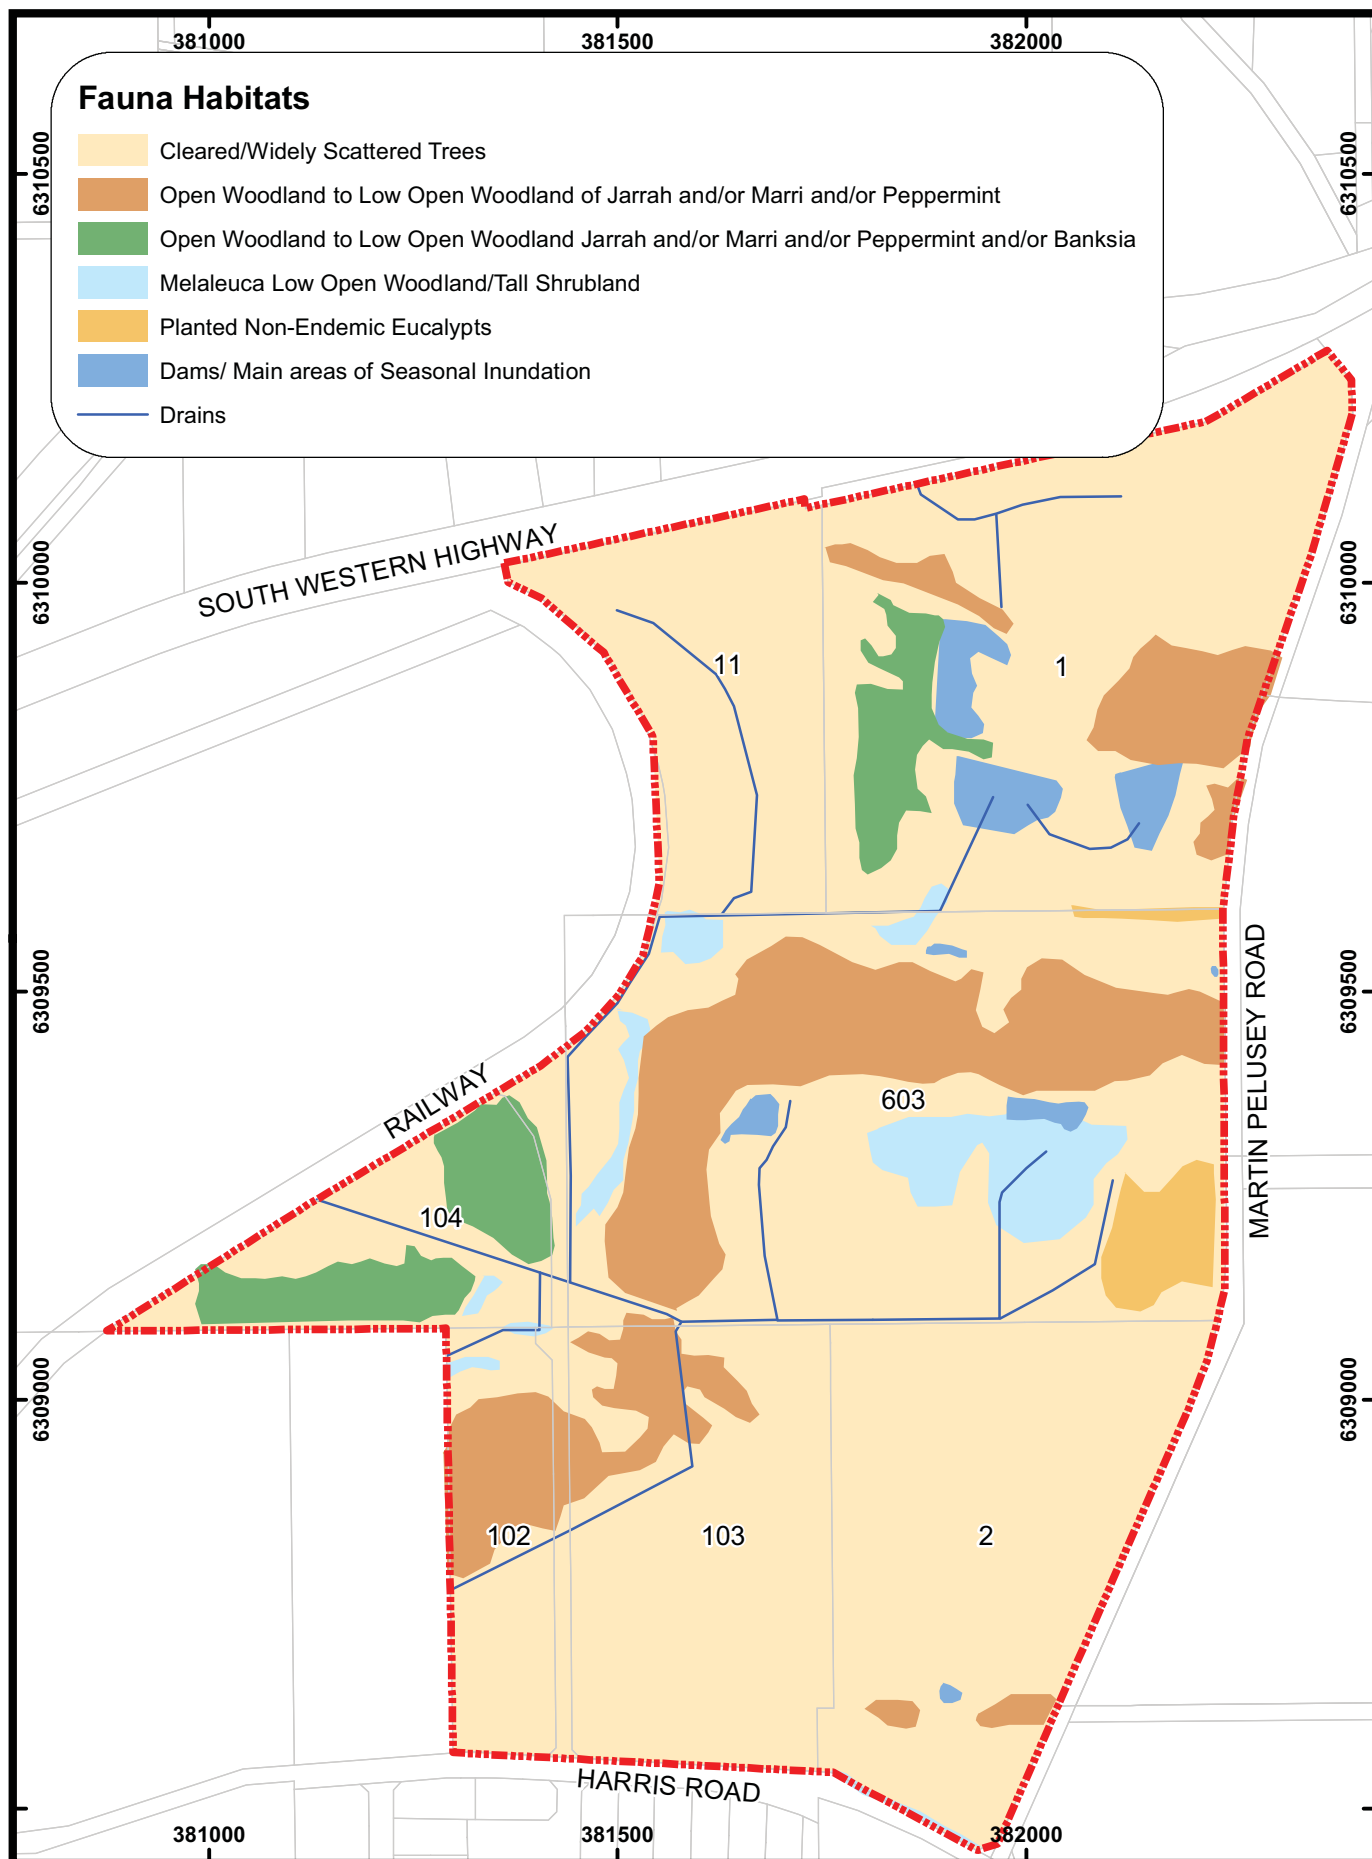 381000
381500
382000
Fauna Habitats
Cleared/Widely Scattered Trees
Open Woodland to Low Open Woodland of Jarrah and/or Marri and/or Peppermint
Open Woodland to Low Open Woodland Jarrah and/or Marri and/or Peppermint and/or Banksia
Melaleuca Low Open Woodland/Tall Shrubland
Planted Non-Endemic Eucalypts
Dams/ Main areas of Seasonal Inundation
Drains
6310500
6310500
SOUTH WESTERN HIGHWAY
6310000
6310000
11
1
6309500
6309500
MARTIN PELUSEY ROAD
RAILWAY
603
104
6309000
6309000
102
103
2
HARRIS ROAD
381000
381500
382000